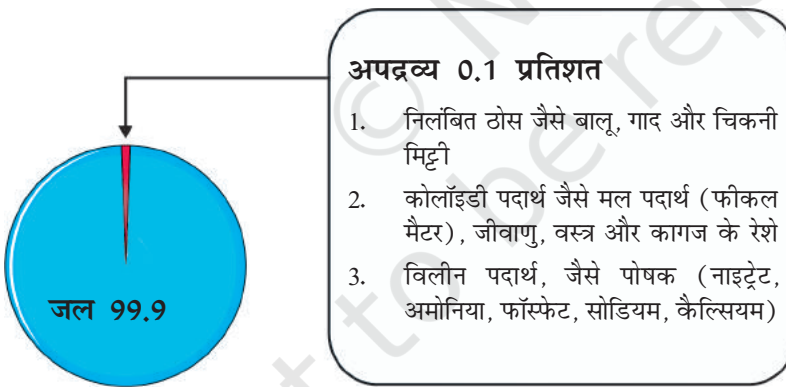 अपद्रव्य 0.1 प्रतिशत
1. निलंबित ठोस जैसे बालू, गाद और चिकनी
मिट्टी
2. कोलॉइडी पदार्थ जैसे मल पदार्थ (फीकल
मैटर), जीवाणु, वस्त्र और कागज के रेशे
3. विलीन पदार्थ, जैसे पोषक (नाइट्रेट,
अमोनिया, फॉस्फेट, सोडियम, कैल्सियम)
जल 99.9